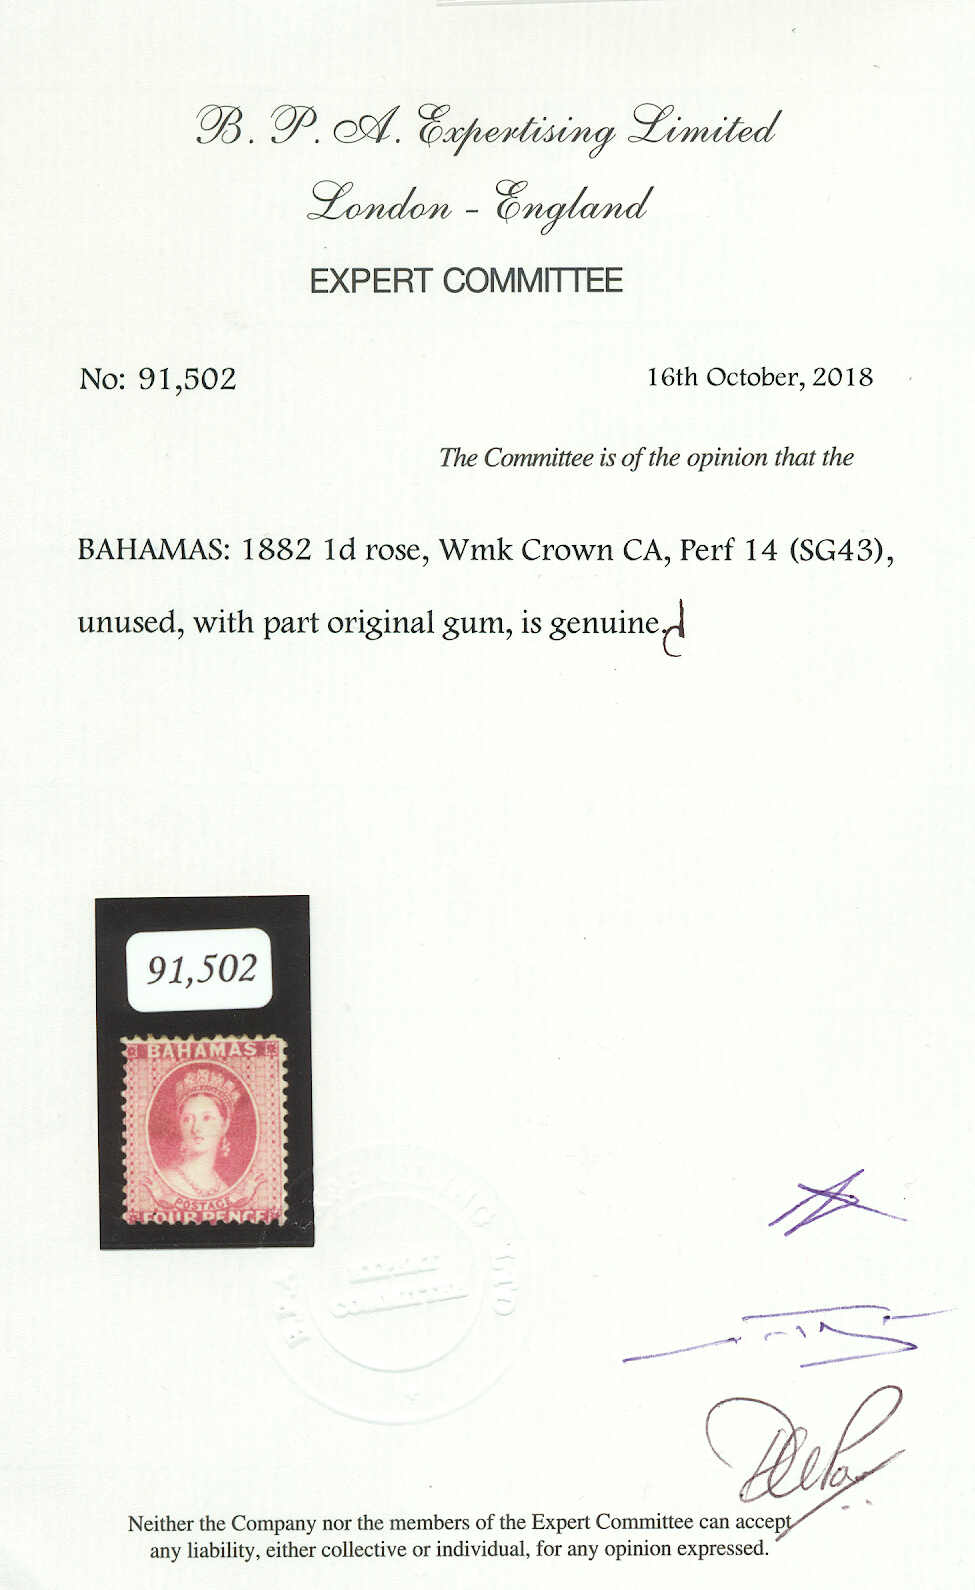 B. P. A. Expertising Limited
London - England
EXPERT COMMITTEE
No: 91,502
16th October, 2018
The Committee is of the opinion that the
BAHAMAS: 1882 1d rose, Wmk Crown CA, Perf 14 (SG43),
unused, with part original gum, is genuine.
91,502
BAHAMAS
POSTAGE
FOUR PENCE
EXPERT
COMMITTEE
Neither the Company nor the members of the Expert Committee can accept
any liability, either collective or individual, for any opinion expressed.